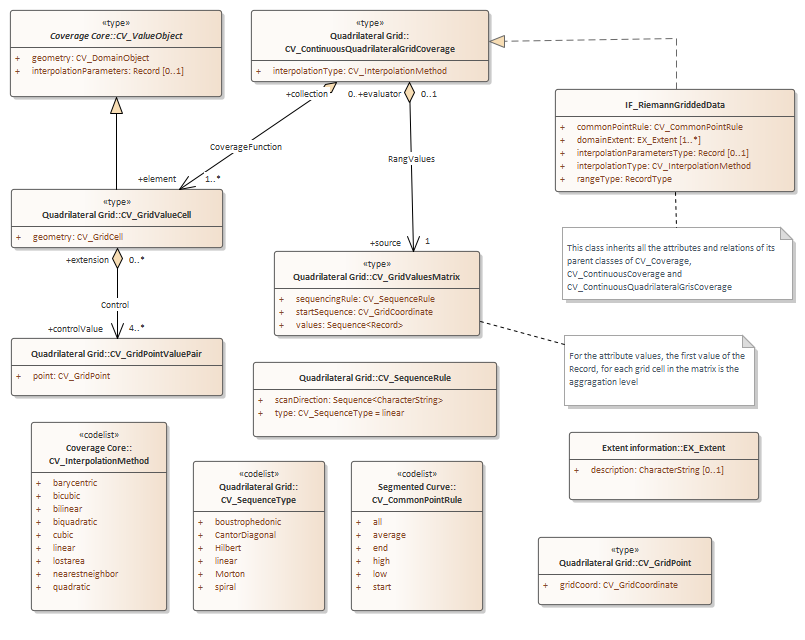 «type»
Coverage Core::CV_ValueObject
+ geometry: CV_DomainObject
+ interpolationParameters: Record [0..1]
«type»
Quadrilateral Grid::
CV_ContinuousQuadrilateralGridCoverage
+ interpolationType: CV_InterpolationMethod
+collection
0.
+evaluator
0..1
IF_RiemannGriddedData
+ commonPointRule: CV_CommonPointRule
+ domainExtent: EX_Extent [1..*]
+ interpolationParametersType: Record [0..1]
+ interpolationType: CV_InterpolationMethod
+ rangeType: RecordType
CoverageFunction
RangValues
+element
1..*
«type»
Quadrilateral Grid::CV_GridValueCell
+ geometry: CV_GridCell
+extension
0..*
+source
1
This class inherits all the attributes and relations of its
parent classes of CV_Coverage,
CV_ContinuousCoverage and
CV_ContinuousQuadrilateralGrisCoverage
«type»
Quadrilateral Grid::CV_GridValuesMatrix
+ sequencingRule: CV_SequenceRule
+ startSequence: CV_GridCoordinate
+ values: Sequence<Record>
Control
+controlValue
4..*
Quadrilateral Grid::CV_GridPointValuePair
+ point: CV_GridPoint
For the attribute values, the first value of the
Record, for each grid cell in the matrix is the
aggragation level
Quadrilateral Grid::CV_SequenceRule
+ scanDirection: Sequence<CharacterString>
+ type: CV_SequenceType = linear
«codelist»
Coverage Core::
CV_InterpolationMethod
+ barycentric
+ bicubic
+ bilinear
+ biquadratic
+ cubic
+ linear
+ lostarea
+ nearestneighbor
+ quadratic
«codelist»
Quadrilateral Grid::
CV_SequenceType
+ boustrophedonic
+ CantorDiagonal
+ Hilbert
+ linear
+ Morton
+ spiral
«codelist»
Segmented Curve::
CV_CommonPointRule
+ all
+ average
+ end
+ high
+ low
+ start
Extent information::EX_Extent
+ description: CharacterString [0..1]
«type»
Quadrilateral Grid::CV_GridPoint
+ gridCoord: CV_GridCoordinate